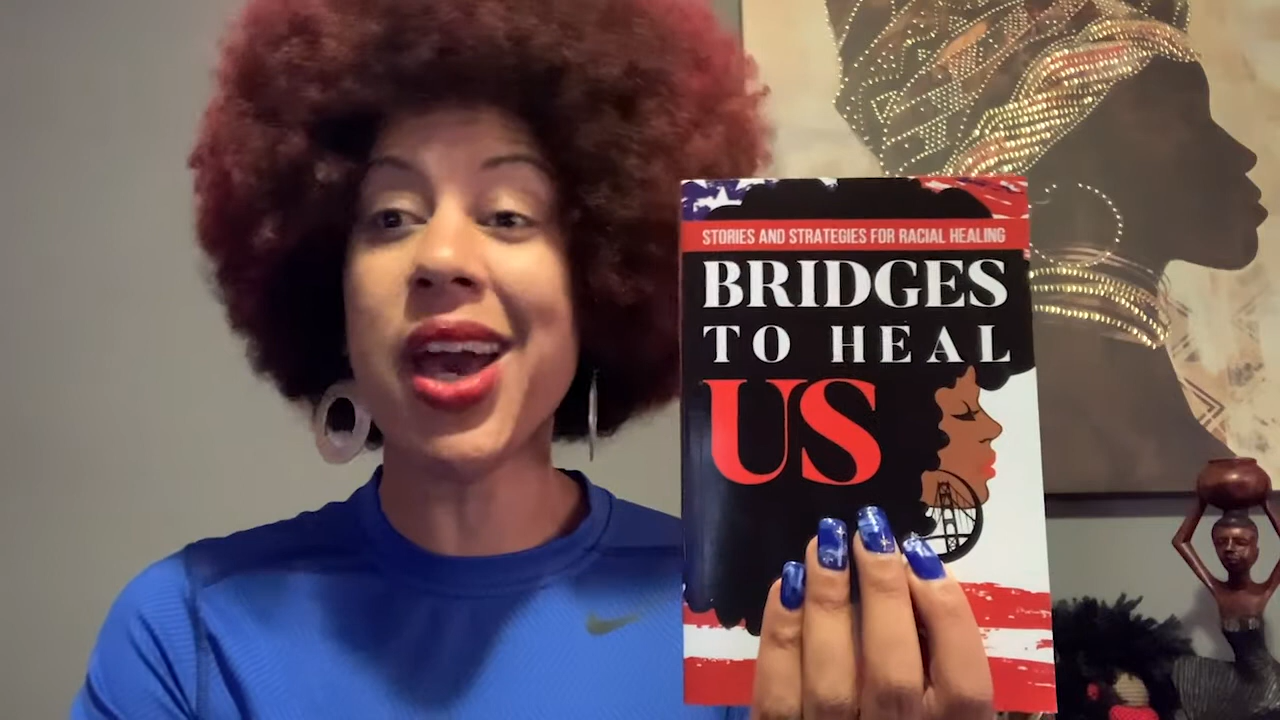 STORIES AND STRATEGIES FOR RACIAL HEALING
BRIDGES
TO HEAL
US